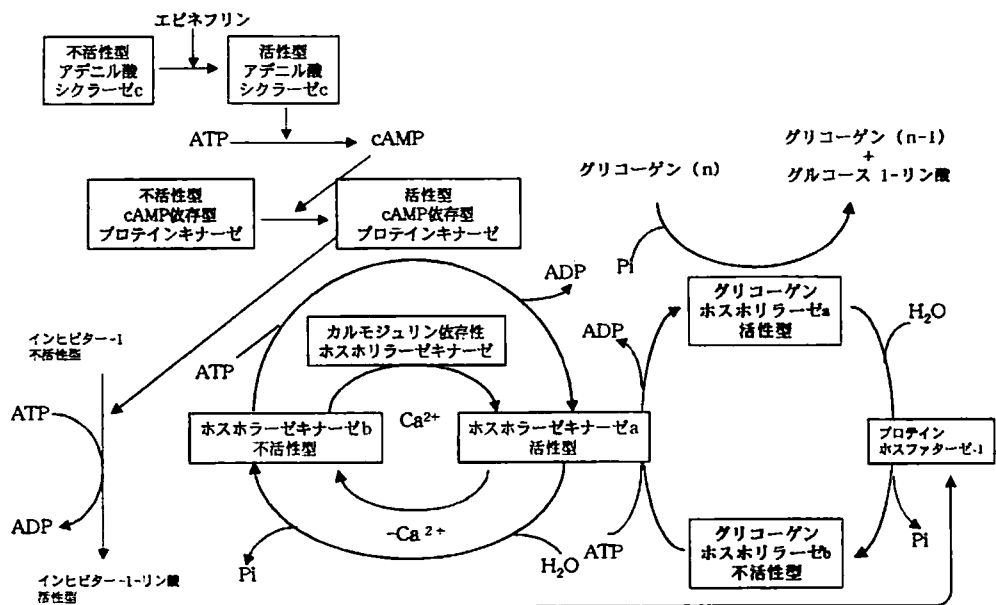 エピネフリン
不活性型
アデニル酸
シクラーゼc
活性型
アデニル酸
シクラーゼc
ATP
cAMP
不活性型
cAMP依存型
プロテインキナーゼ
活性型
cAMP依存型
プロテインキナーゼ
グリコーゲン (n)
グリコーゲン (n-1)
+
グルコース 1-リン酸
Pi
ADP
グリコーゲン
ホスホリラーゼa
活性型
H₂O
カルモジュリン依存性
ホスホリラーゼキナーゼ
ATP
ADP
インヒビター-1
不活性型
ATP
ADP
ホスホラーゼキナーゼb
不活性型
Ca²⁺
ホスホラーゼキナーゼa
活性型
プロテイン
ホスファターゼ-1
-Ca²⁺
Pi
H₂O
ATP
グリコーゲン
ホスホリラーゼb
不活性型
Pi
インヒビター-1-リン酸
活性型